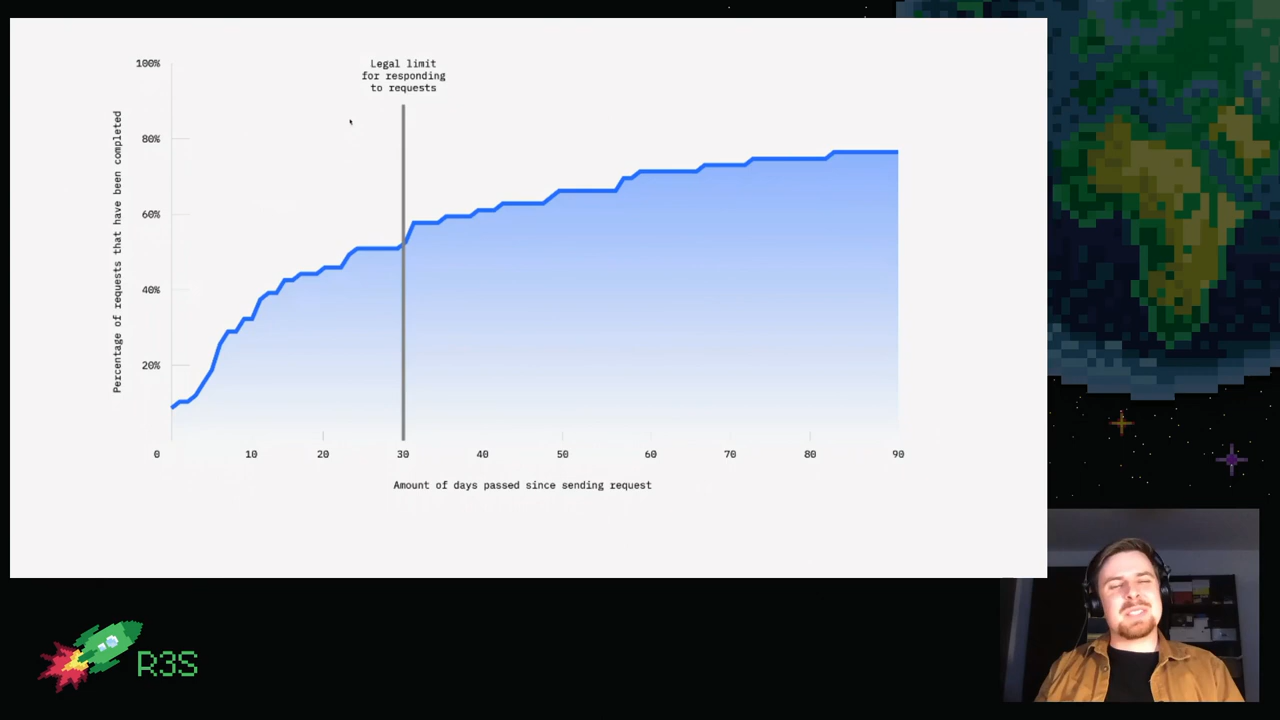 Legal limit
for responding
to requests
100%
80%
60%
40%
20%
Percentage of requests that have been completed
0 10 20 30 40 50 60 70 80 90
Amount of days passed since sending request
R3S